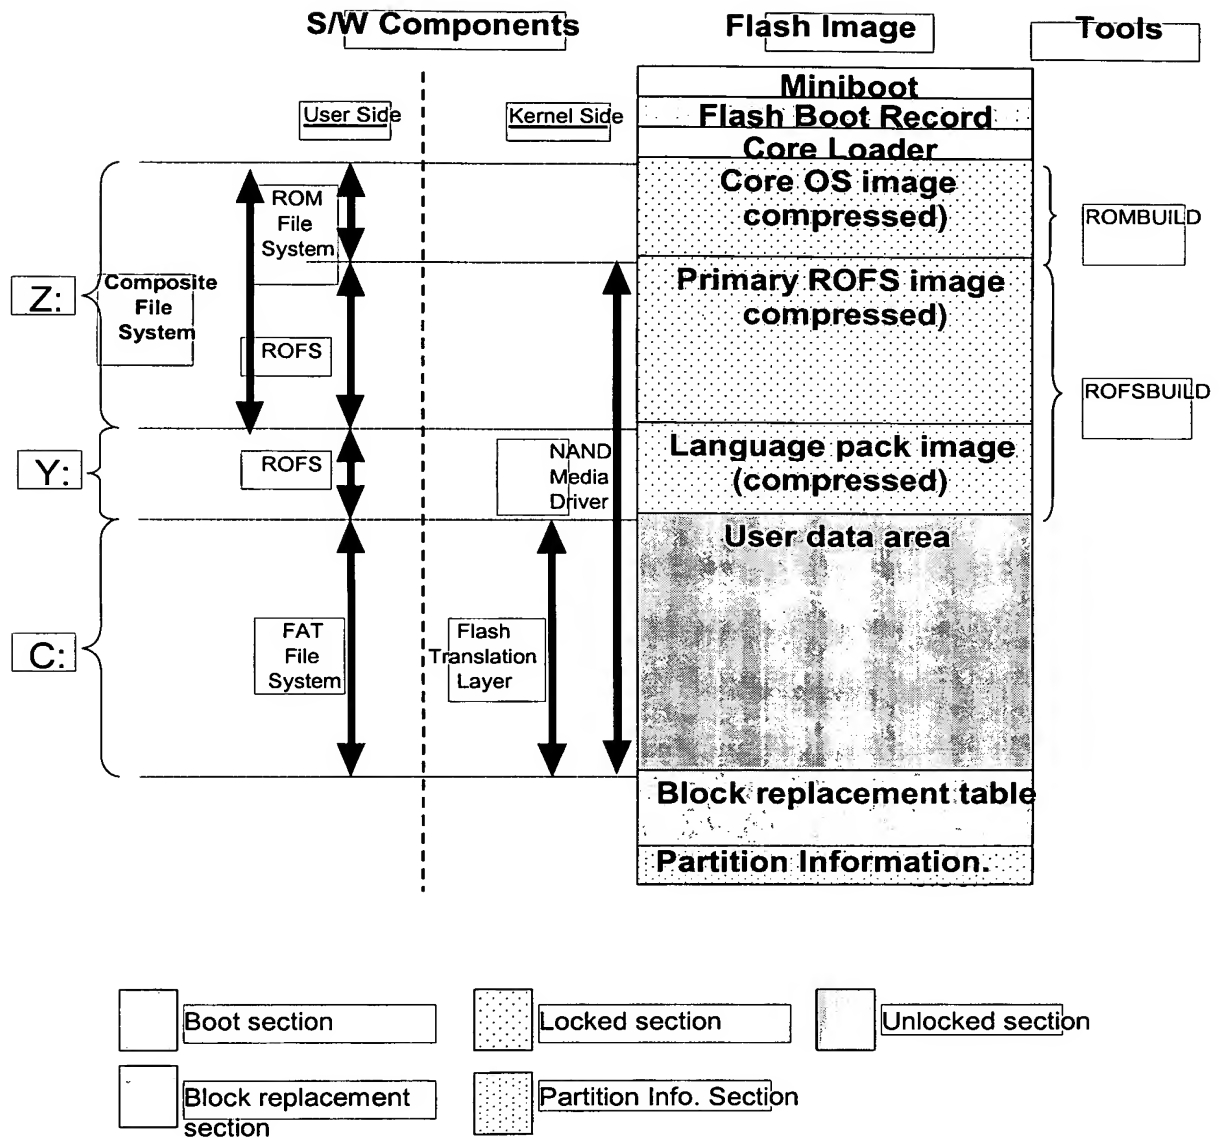 S/W Components
Flash Image
Tools
User Side
Kernel Side
Miniboot
Flash Boot Record
Core Loader
Core OS image
compressed)
Primary ROFS image
compressed)
Language pack image
(compressed)
User data area
Block replacement table
Partition Information.
ROMBUILD
ROFSBUILD
Z:
Composite
File
System
ROM
File
System
ROFS
Y:
ROFS
NAND
Media
Driver
C:
FAT
File
System
Flash
Translation
Layer
Boot section
Locked section
Unlocked section
Block replacement
section
Partition Info. Section